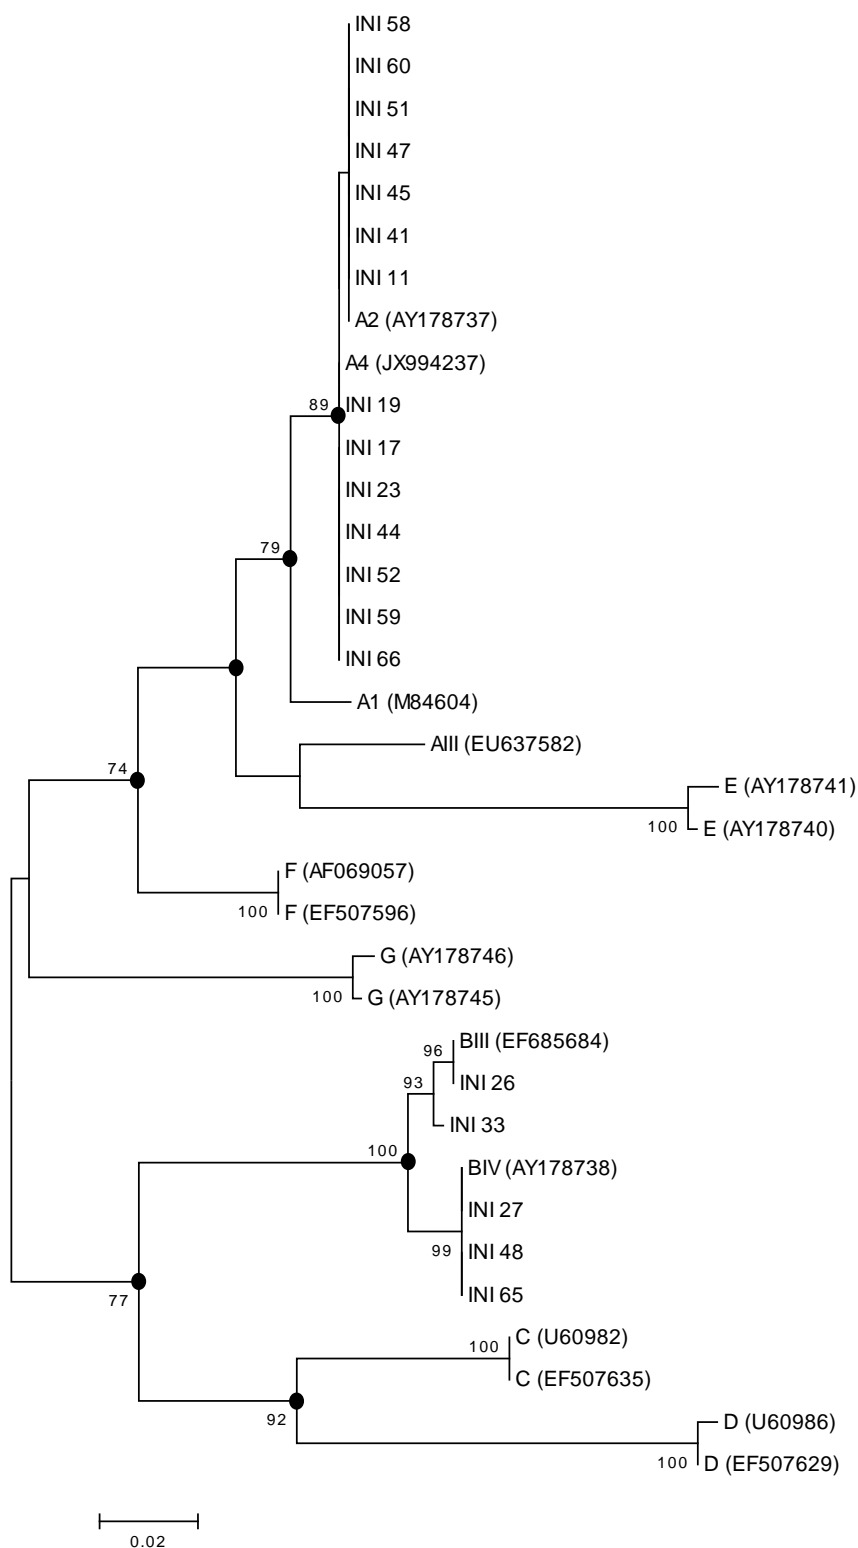 INI 58
INI 60
INI 51
INI 47
INI 45
INI 41
INI 11
A2 (AY178737)
A4 (JX994237)
89
INI 19
INI 17
INI 23
INI 44
79
INI 52
INI 59
INI 66
A1 (M84604)
AIII (EU637582)
74
E (AY178741)
100
E (AY178740)
F (AF069057)
100
F (EF507596)
G (AY178746)
100
G (AY178745)
BIII (EF685684)
96
INI 26
93
INI 33
100
BIV (AY178738)
INI 27
99
INI 48
INI 65
77
C (U60982)
100
C (EF507635)
92
D (U60986)
100
D (EF507629)
0.02